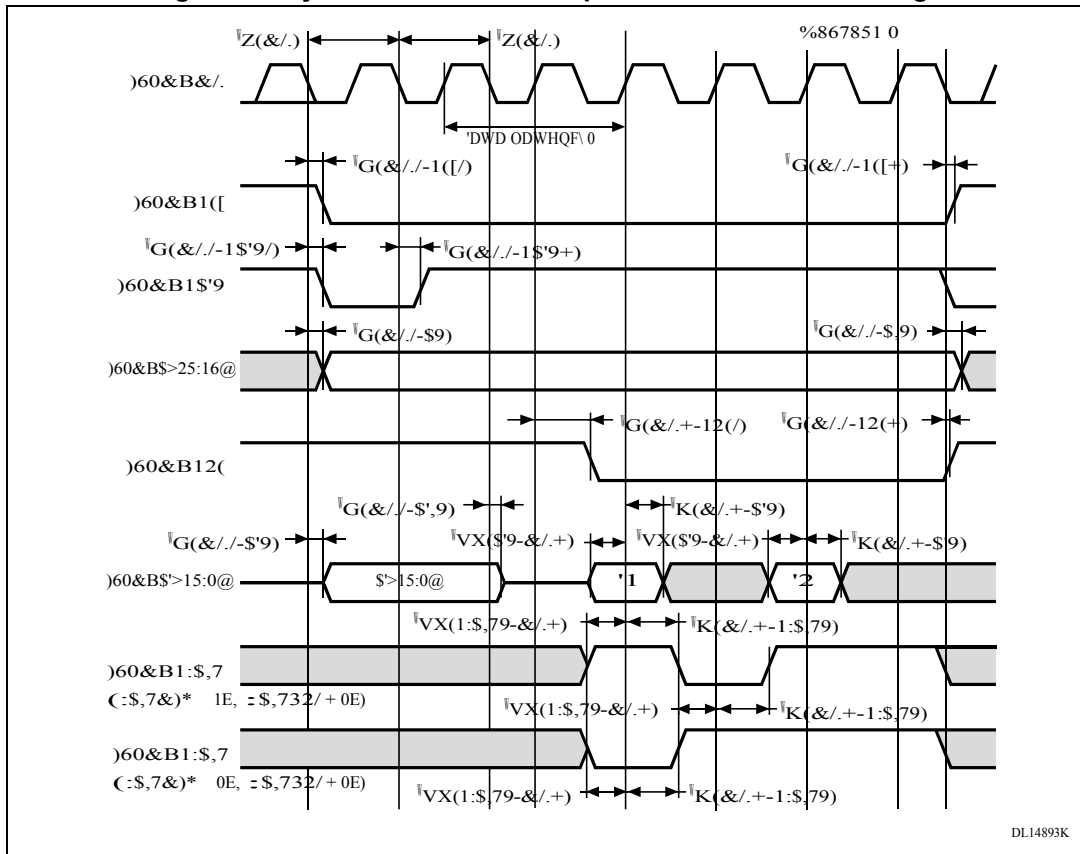 ᵗZ(&/.)
ᵗZ(&/.)
%867851 0
)60&B&/.
'DWD ODWHQF\ 0
ᵗG(&/./-1([/)
ᵗG(&/./-1([+)
)60&B1([
ᵗG(&/./-1$'9/)
ᵗG(&/./-1$'9+)
)60&B1$'9
ᵗG(&/./-$9)
ᵗG(&/./-$,9)
)60&B$>25:16@
ᵗG(&/.+-12(/)
ᵗG(&/./-12(+)
)60&B12(
ᵗG(&/./-$',9)
ᵗK(&/.+-$'9)
ᵗG(&/./-$'9)
ᵗVX($'9-&/.+)
ᵗVX($'9-&/.+)
ᵗK(&/.+-$'9)
)60&B$'>15:0@
$'>15:0@
'1
'2
ᵗVX(1:$,79-&/.+)
ᵗK(&/.+-1:$,79)
)60&B1:$,7
(:$,7&)* 1E, :$,732/ + 0E)
ᵗVX(1:$,79-&/.+)
ᵗK(&/.+-1:$,79)
)60&B1:$,7
(:$,7&)* 0E, :$,732/ + 0E)
ᵗVX(1:$,79-&/.+)
ᵗK(&/.+-1:$,79)
DL14893K